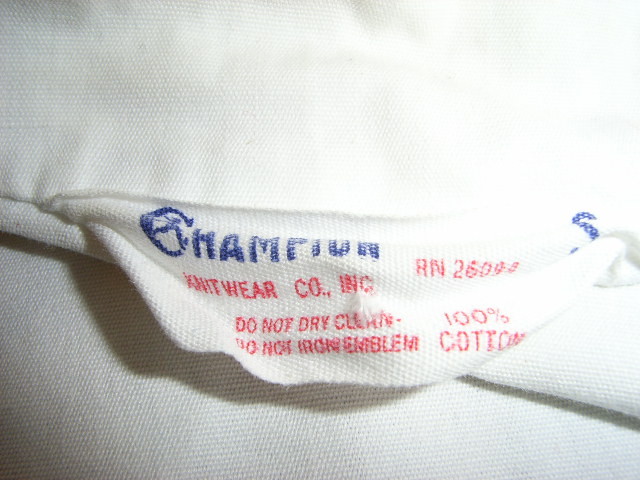 CHAMPION S
KNITWEAR CO., INC RN 26094
DO NOT DRY CLEAN- 100%
DO NOT IRON EMBLEM COTTON